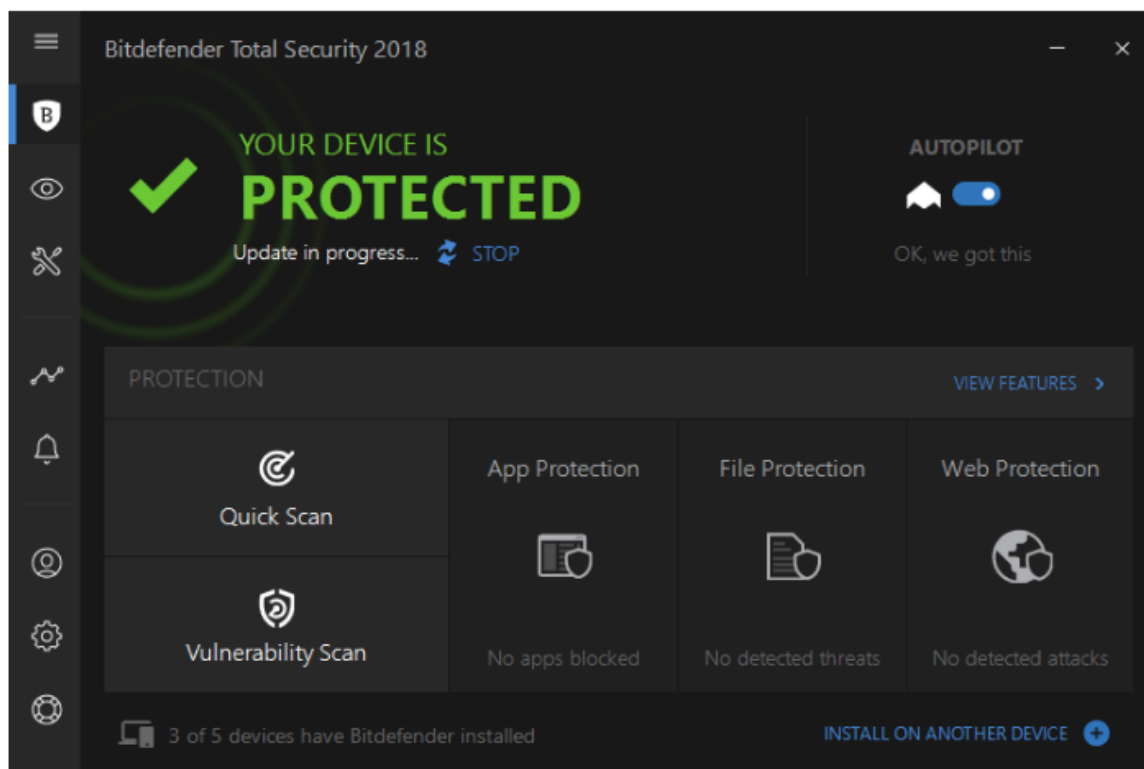 Bitdefender Total Security 2018
B
YOUR DEVICE IS
PROTECTED
Update in progress... STOP
AUTOPILOT
OK, we got this
PROTECTION
VIEW FEATURES
Quick Scan
Vulnerability Scan
App Protection
No apps blocked
File Protection
No detected threats
Web Protection
No detected attacks
3 of 5 devices have Bitdefender installed
INSTALL ON ANOTHER DEVICE